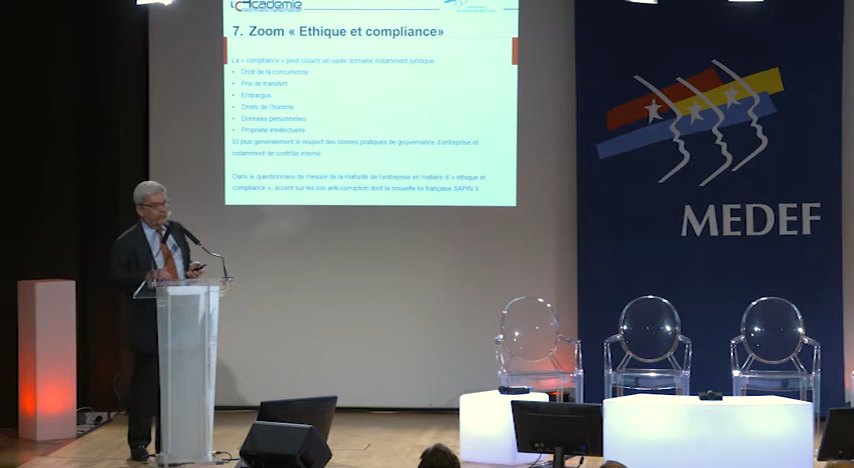 L'Académie
7. Zoom « Ethique et compliance»
La « compliance » peut couvrir un vaste domaine notamment juridique:
• Droit de la concurrence
• Prix de transfert
• Embargos
• Droits de l'homme
• Données personnelles
• Propriété intellectuelle
Et plus généralement le respect des bonnes pratiques de gouvernance d'entreprise et
notamment de contrôle interne
Dans le questionnaire de mesure de la maturité de l'entreprise en matière d' « éthique et
compliance », accent sur les lois anti-corruption dont la nouvelle loi française SAPIN II.
MEDEF